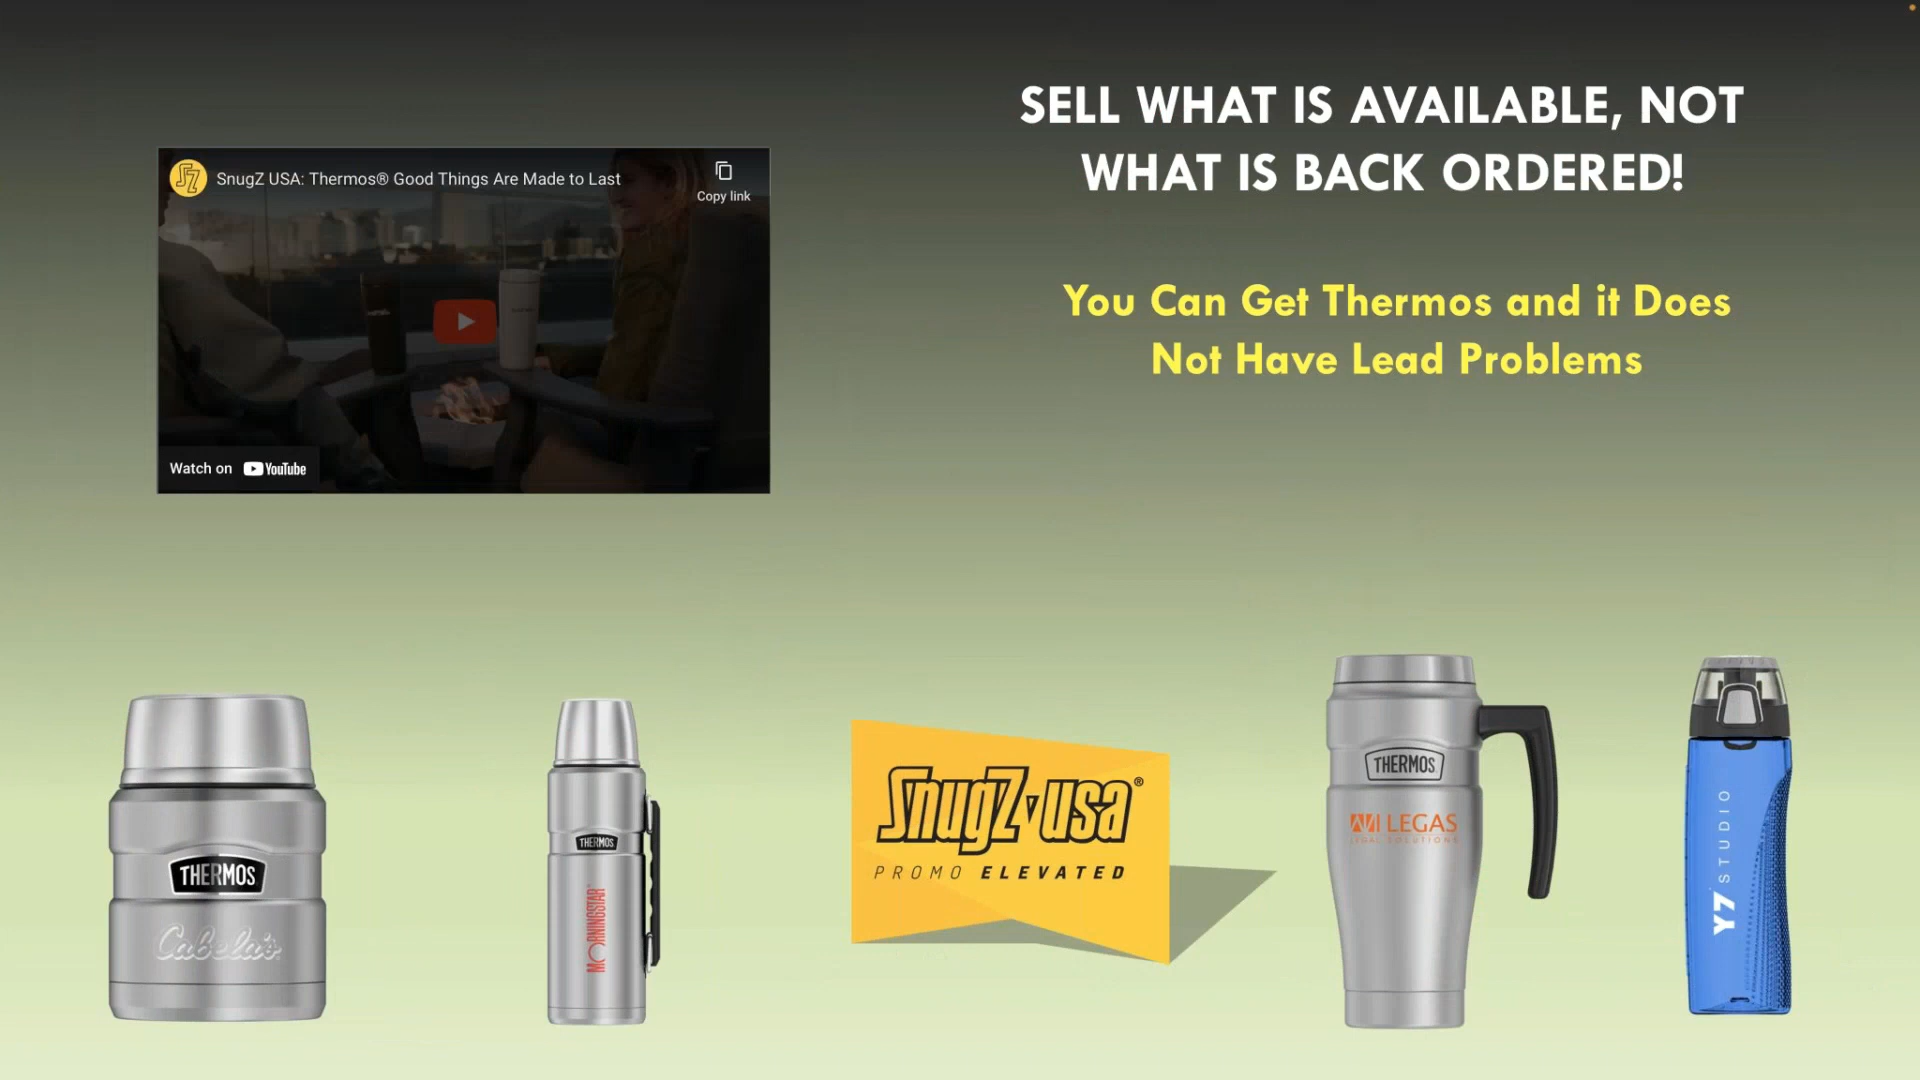 SELL WHAT IS AVAILABLE, NOT
WHAT IS BACK ORDERED!
SnugZ USA: Thermos® Good Things Are Made to Last
Copy link
You Can Get Thermos and it Does
Not Have Lead Problems
Watch on YouTube
THERMOS
Cabela's
THERMOS
MORNINGSTAR
SnugZ usa®
PROMO ELEVATED
THERMOS
LEGAS
LEGAL SOLUTIONS
Y7 STUDIO